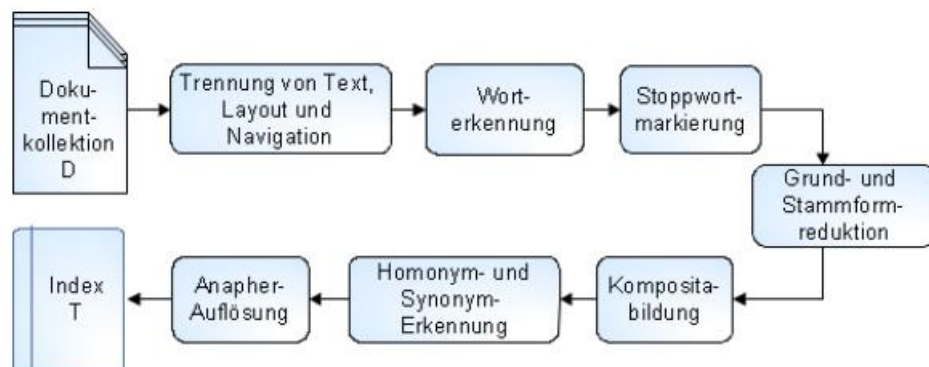 Doku-
ment-
kollektion
D
Trennung von Text,
Layout und
Navigation
Wort-
erkennung
Stoppwort-
markierung
Grund- und
Stammform-
reduktion
Komposita-
bildung
Homonym- und
Synonym-
Erkennung
Anapher-
Auflösung
Index
T